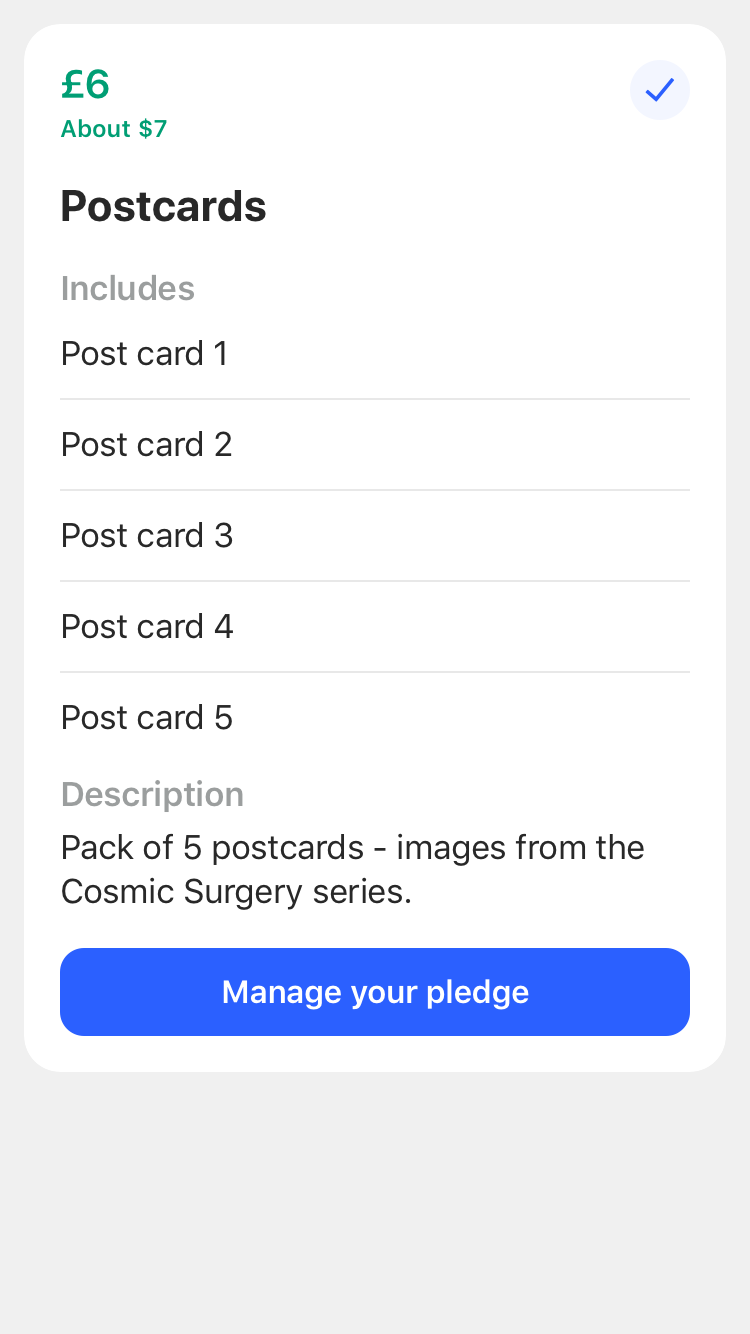 £6
About $7
Postcards
Includes
Post card 1
Post card 2
Post card 3
Post card 4
Post card 5
Description
Pack of 5 postcards - images from the
Cosmic Surgery series.
Manage your pledge